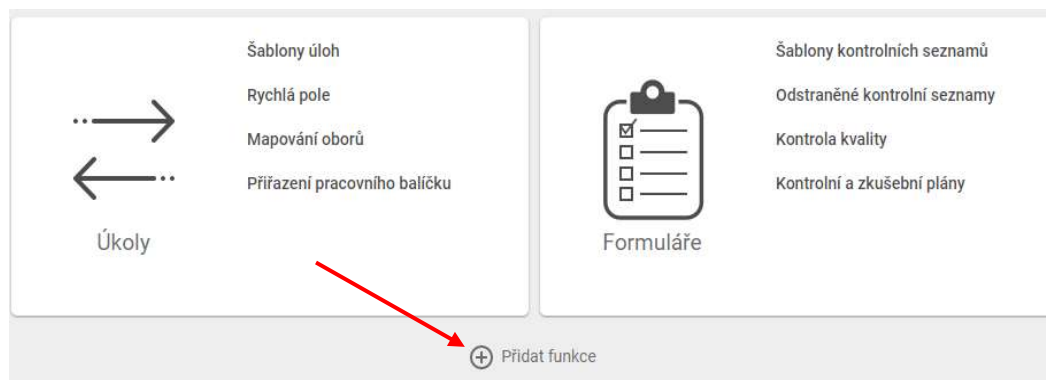 Šablony úloh
Rychlá pole
Mapování oborů
Přiřazení pracovního balíčku
Úkoly
Šablony kontrolních seznamů
Odstraněné kontrolní seznamy
Kontrola kvality
Kontrolní a zkušební plány
Formuláře
Přidat funkce